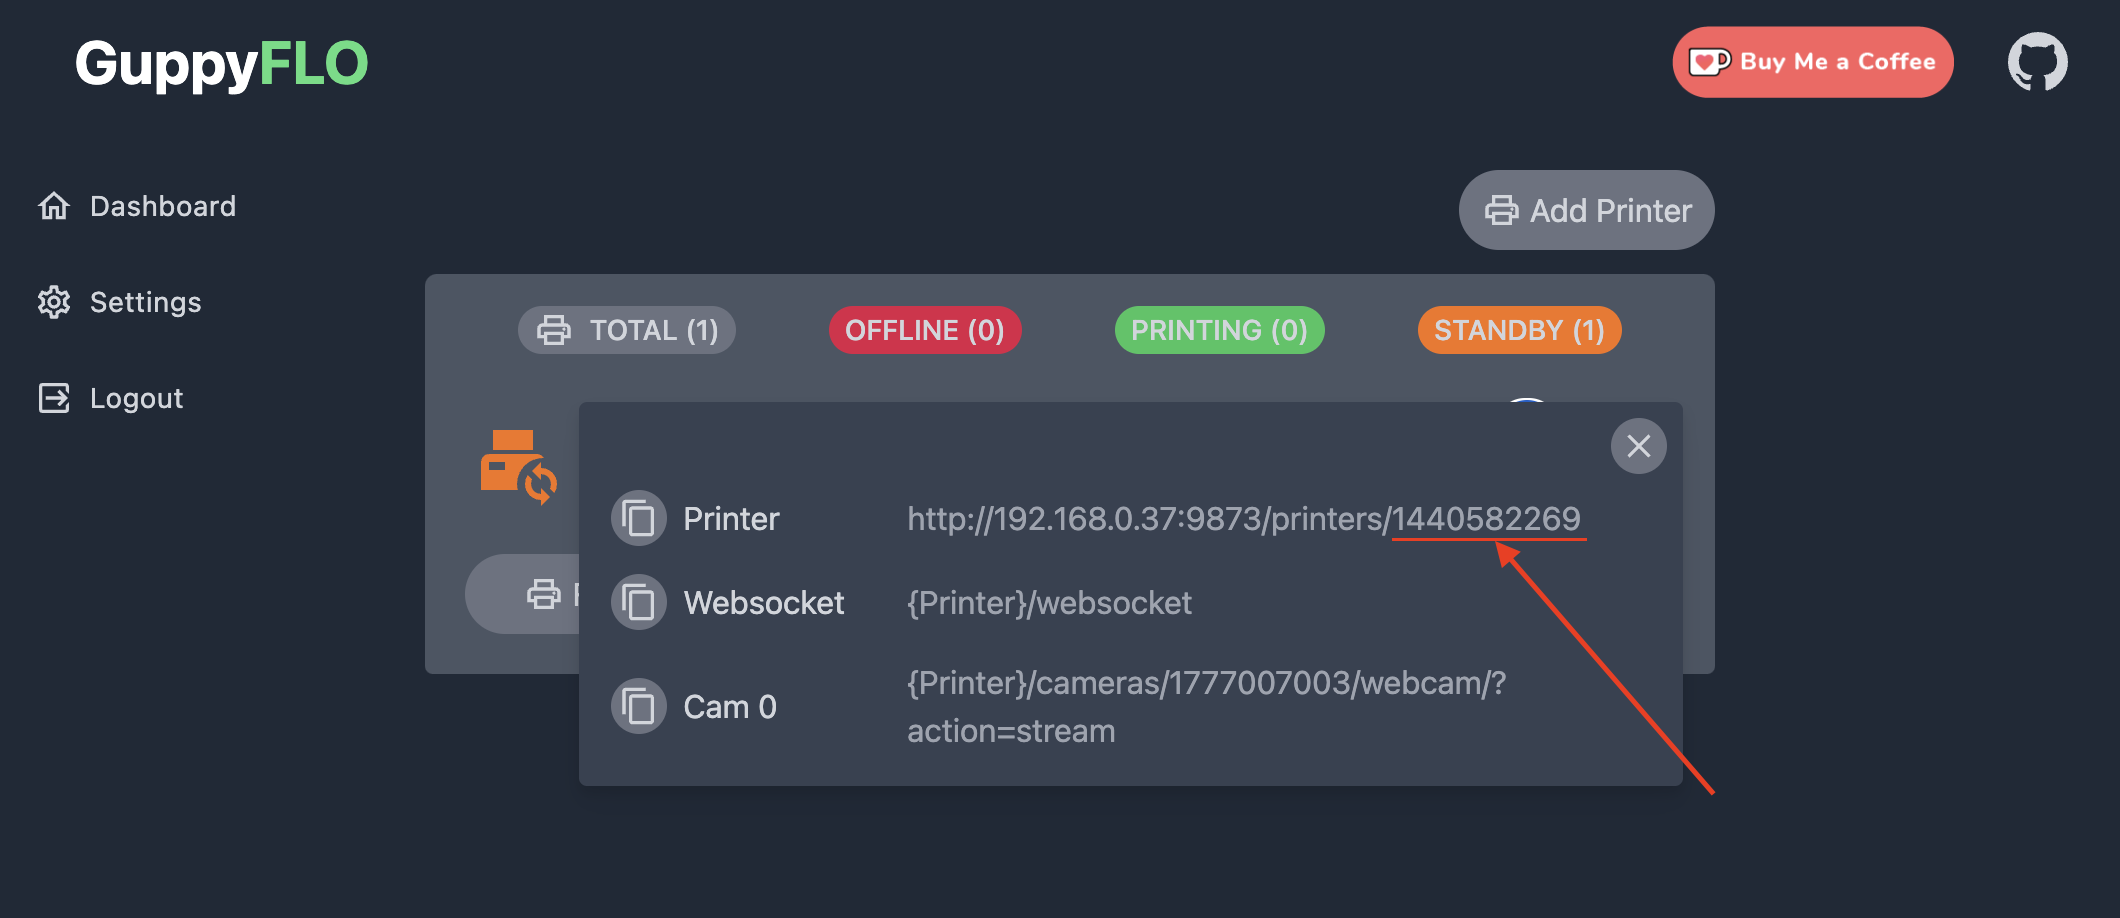 GuppyFLO
Buy Me a Coffee
Dashboard
Settings
Logout
Add Printer
TOTAL (1)
OFFLINE (0)
PRINTING (0)
STANDBY (1)
Printer
http://192.168.0.37:9873/printers/1440582269
Websocket
{Printer}/websocket
Cam 0
{Printer}/cameras/1777007003/webcam/?
action=stream